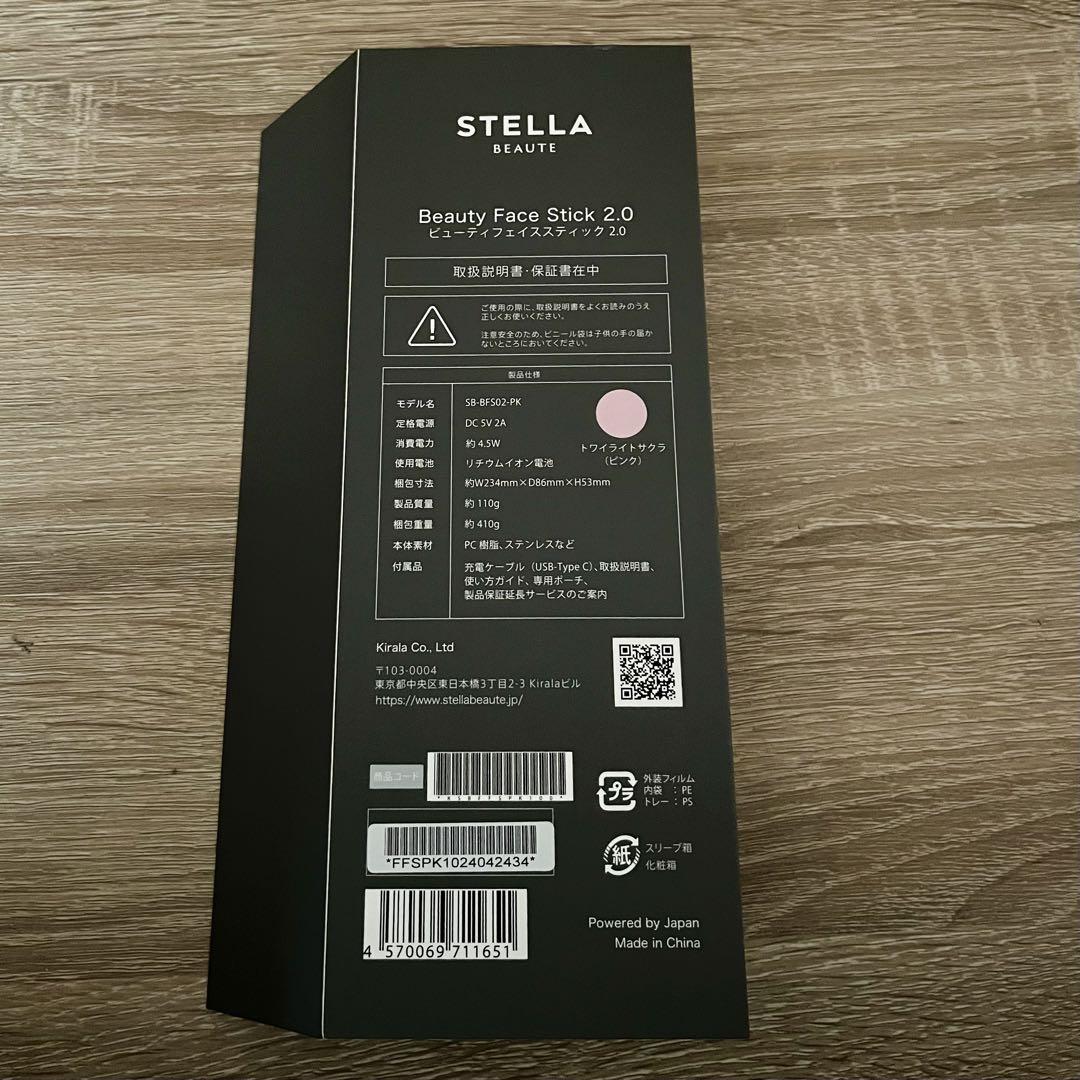 STELLA
BEAUTE
Beauty Face Stick 2.0
ビューティフェイススティック 2.0
取扱説明書・保証書在中
ご使用の際に、取扱説明書をよくお読みのうえ
正しくお使いください。
注意安全のため、ビニール袋は子供の手の届か
ないところにおいてください。
製品仕様
モデル名 SB-BFS02-PK
定格電源 DC 5V 2A
消費電力 約 4.5W
使用電池 リチウムイオン電池
トワイライトサクラ
(ピンク)
梱包寸法 約W234mm×D86mm×H53mm
製品質量 約 110g
梱包重量 約 410g
本体素材 PC 樹脂、ステンレスなど
付属品 充電ケーブル（USB-Type C）、取扱説明書、
使い方ガイド、専用ポーチ、
製品保証延長サービスのご案内
Kirala Co., Ltd
〒103-0004
東京都中央区東日本橋3丁目2-3 Kiralaビル
https://www.stellabeaute.jp/
商品コード
*FFSPK1024042434*
4 570069 711651
プラ
外装フィルム
内袋 : PE
トレー : PS
紙
スリーブ箱
化粧箱
Powered by Japan
Made in China